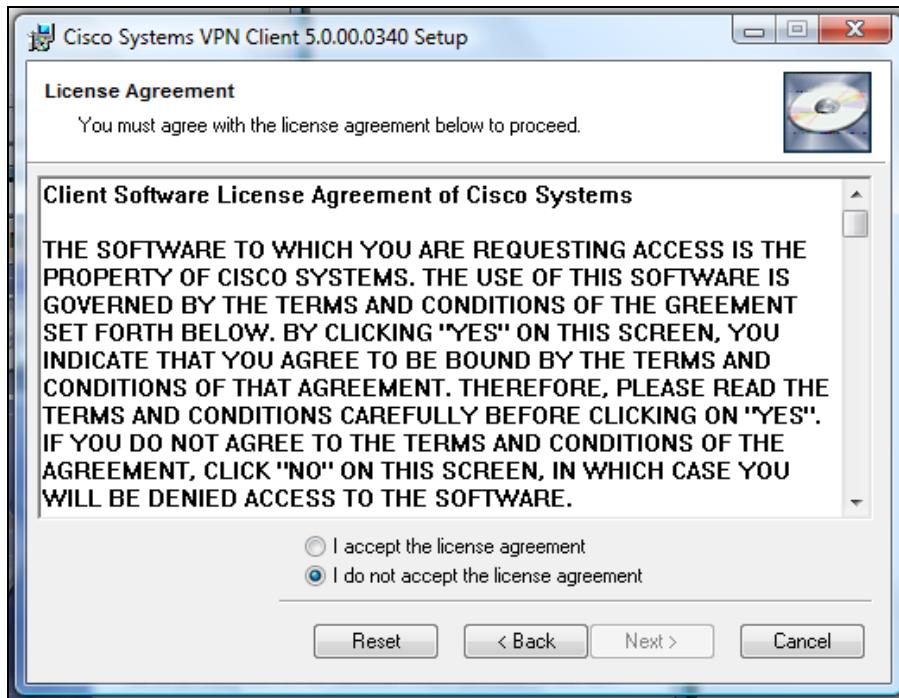 Cisco Systems VPN Client 5.0.00.0340 Setup
License Agreement
You must agree with the license agreement below to proceed.
Client Software License Agreement of Cisco Systems
THE SOFTWARE TO WHICH YOU ARE REQUESTING ACCESS IS THE
PROPERTY OF CISCO SYSTEMS. THE USE OF THIS SOFTWARE IS
GOVERNED BY THE TERMS AND CONDITIONS OF THE GREEMENT
SET FORTH BELOW. BY CLICKING "YES" ON THIS SCREEN, YOU
INDICATE THAT YOU AGREE TO BE BOUND BY THE TERMS AND
CONDITIONS OF THAT AGREEMENT. THEREFORE, PLEASE READ THE
TERMS AND CONDITIONS CAREFULLY BEFORE CLICKING ON "YES".
IF YOU DO NOT AGREE TO THE TERMS AND CONDITIONS OF THE
AGREEMENT, CLICK "NO" ON THIS SCREEN, IN WHICH CASE YOU
WILL BE DENIED ACCESS TO THE SOFTWARE.
I accept the license agreement
I do not accept the license agreement
Reset < Back Next > Cancel